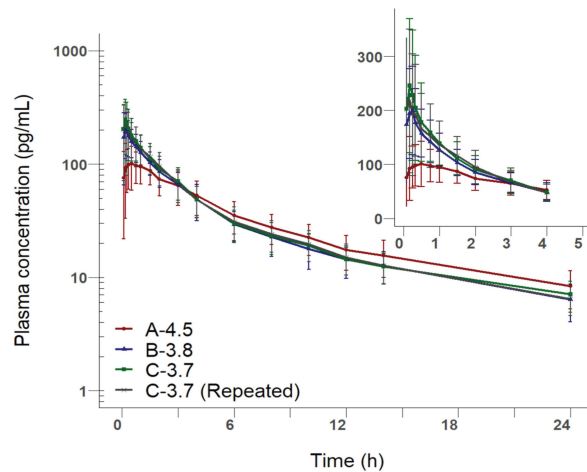 Plasma concentration (pg/mL)
1000
100
10
1
0 6 12 18 24
Time (h)
A-4.5
B-3.8
C-3.7
C-3.7 (Repeated)
300
200
100
0
0 1 2 3 4 5